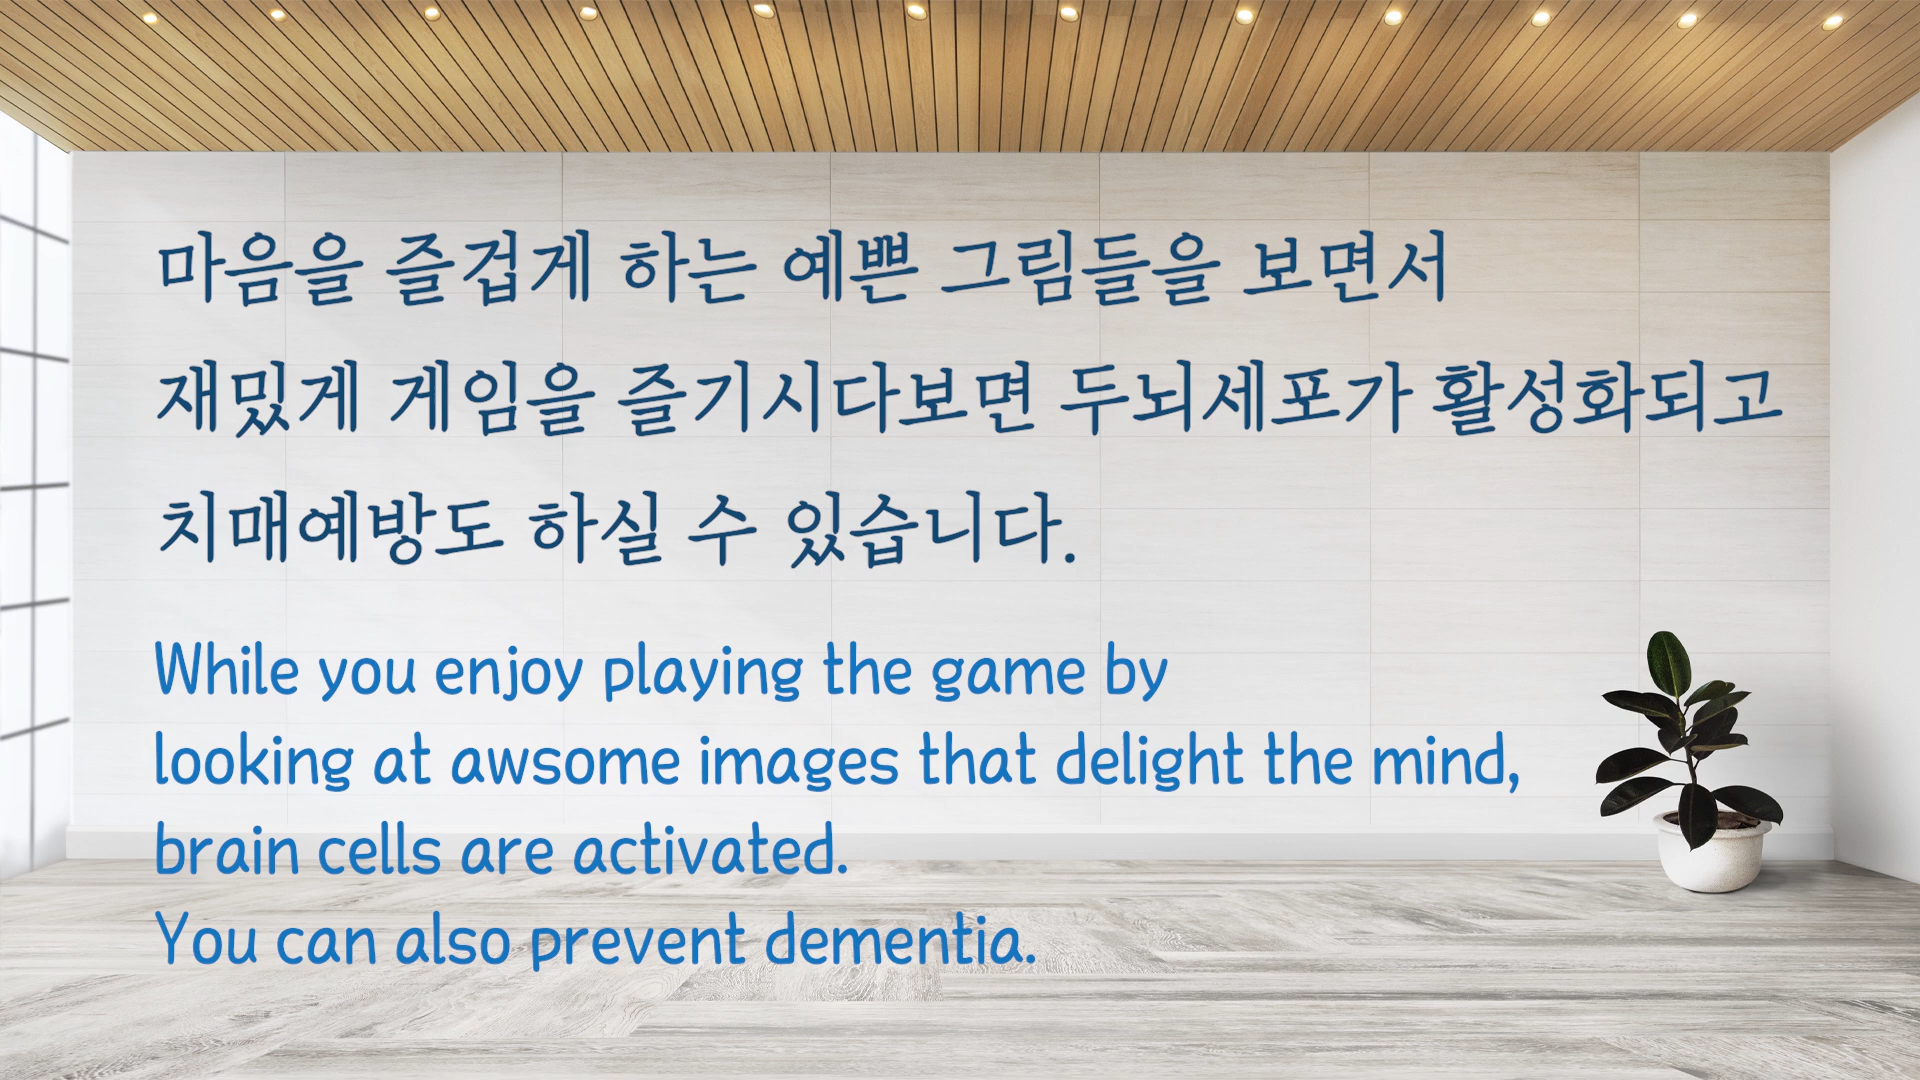 마음을 즐겁게 하는 예쁜 그림들을 보면서
재밌게 게임을 즐기시다보면 두뇌세포가 활성화되고
치매예방도 하실 수 있습니다.
While you enjoy playing the game by
looking at awsome images that delight the mind,
brain cells are activated.
You can also prevent dementia.